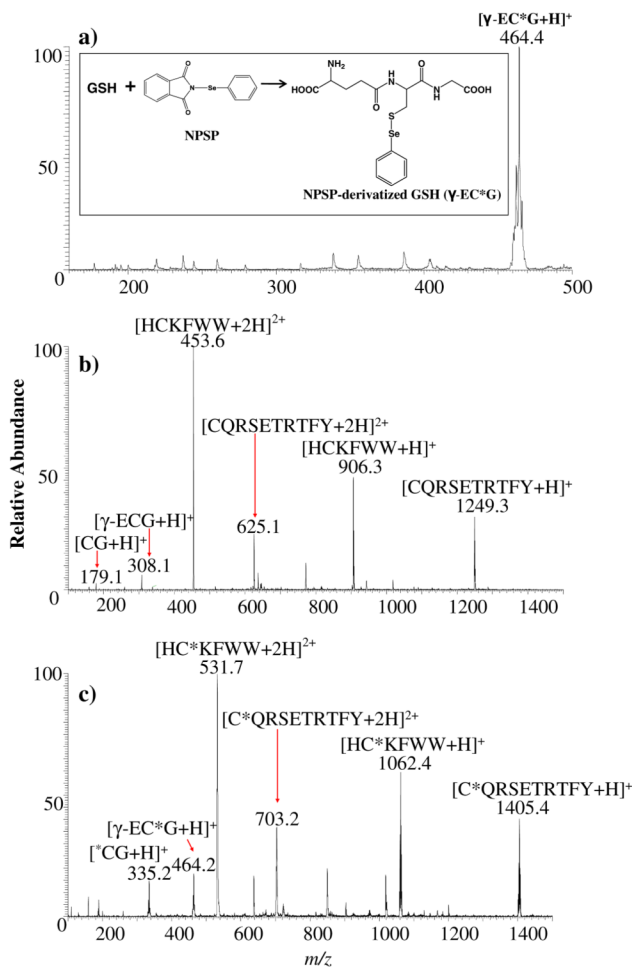 a)
[γ-EC*G+H]⁺
464.4
100
50
0
GSH + NPSP
O
N
Se
O
NH₂
HOOC
O
H
N
O
N
H
COOH
S
Se
NPSP-derivatized GSH (γ-EC*G)
200 300 400 500
Relative Abundance
b)
[HCKFWW+2H]²⁺
453.6
100
[CQRSETRTFY+2H]²⁺
625.1
[HCKFWW+H]⁺
906.3
[CQRSETRTFY+H]⁺
1249.3
50
[γ-ECG+H]⁺
308.1
[CG+H]⁺
179.1
0
200 400 600 800 1000 1200 1400
c)
[HC*KFWW+2H]²⁺
531.7
100
[C*QRSETRTFY+2H]²⁺
703.2
[HC*KFWW+H]⁺
1062.4
[C*QRSETRTFY+H]⁺
1405.4
50
[γ-EC*G+H]⁺
464.2
[*CG+H]⁺
335.2
0
200 400 600 800 1000 1200 1400
m/z